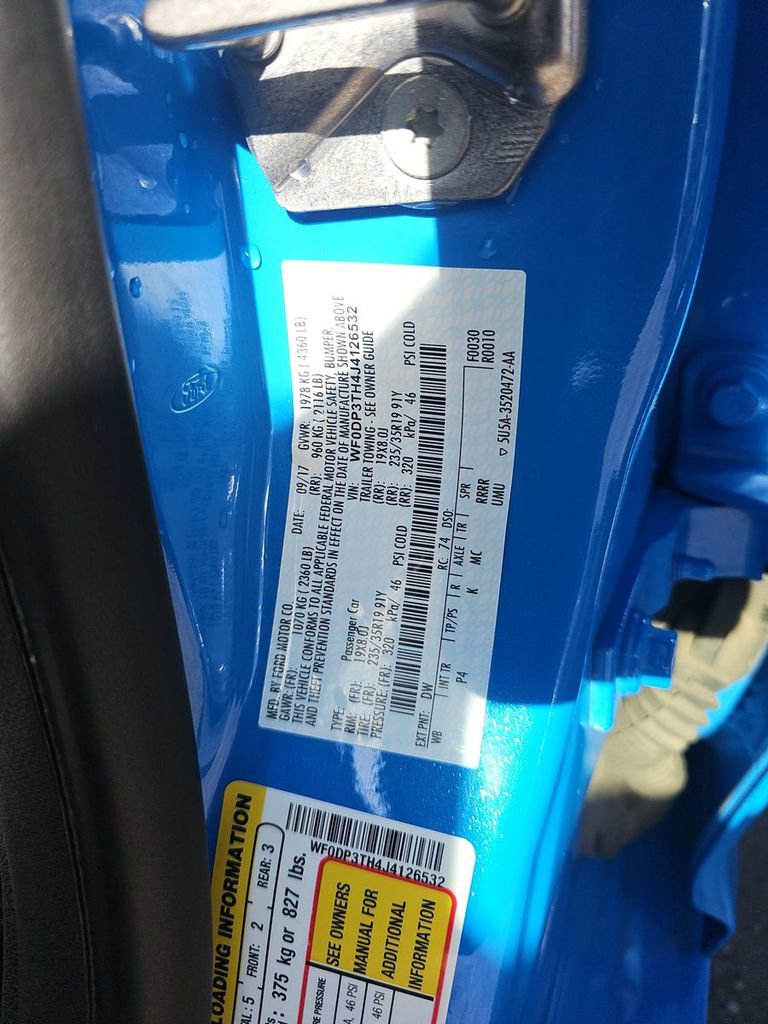 Ford
MFD. BY FORD MOTOR CO.
DATE: 09/17 GVWR: 1978 KG ( 4360 LB)
GAWR: (FR): 1070 KG ( 2360 LB) (RR): 960 KG ( 2116 LB)
THIS VEHICLE CONFORMS TO ALL APPLICABLE FEDERAL MOTOR VEHICLE SAFETY, BUMPER
AND THEFT PREVENTION STANDARDS IN EFFECT ON THE DATE OF MANUFACTURE SHOWN ABOVE
VIN: WF0DP3TH4J4126532
TYPE: Passenger Car TRAILER TOWING - SEE OWNER GUIDE
RIM: (FR): 19X8.0J (RR): 19X8.0J
TIRE: (FR): 235/35R19 91Y (RR): 235/35R19 91Y
PRESSURE:(FR): 320 kPa/ 46 PSI COLD (RR): 320 kPa/ 46 PSI COLD
EXT PNT: DW RC: 74 DSO: F0030
WB INT TR TP/PS R AXLE TR SPR R0010
P4 K MC RRRR
UMU
▽ 5U5A-3520472-AA
LOADING INFORMATION
FRONT: 2 REAR: 3
: 5
375 kg or 827 lbs.
WF0DP3TH4J4126532
PRESSURE
46 PSI
46 PSI
SEE OWNERS
MANUAL FOR
ADDITIONAL
INFORMATION